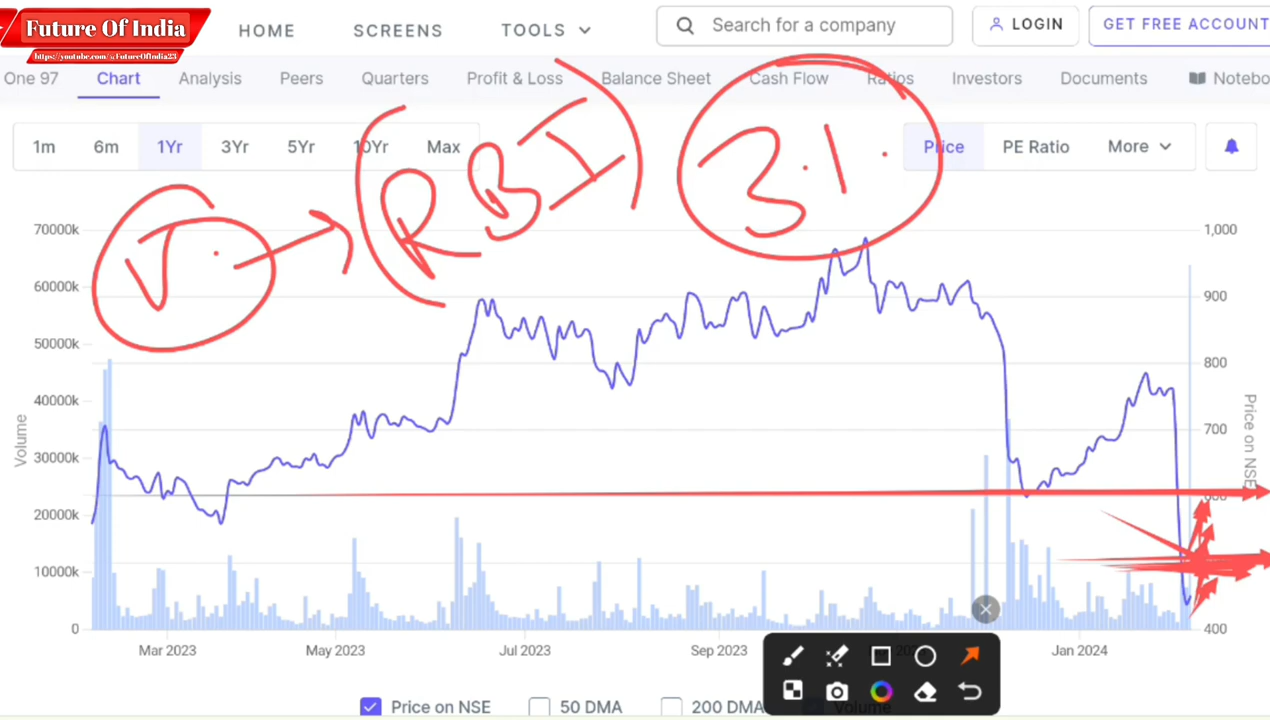 Future Of India
https://youtube.com/@FutureOfIndia23
HOME
SCREENS
TOOLS
Search for a company
LOGIN
GET FREE ACCOUNT
One 97
Chart
Analysis
Peers
Quarters
Profit & Loss
Balance Sheet
Cash Flow
Ratios
Investors
Documents
Notebo
1m
6m
1Yr
3Yr
5Yr
10Yr
Max
Price
PE Ratio
More
(RBI)
70000k
60000k
50000k
40000k
30000k
20000k
10000k
0
Volume
1,000
900
800
700
600
400
Price on NSE
Mar 2023
May 2023
Jul 2023
Sep 2023
Jan 2024
Price on NSE
50 DMA
200 DMA
Volume